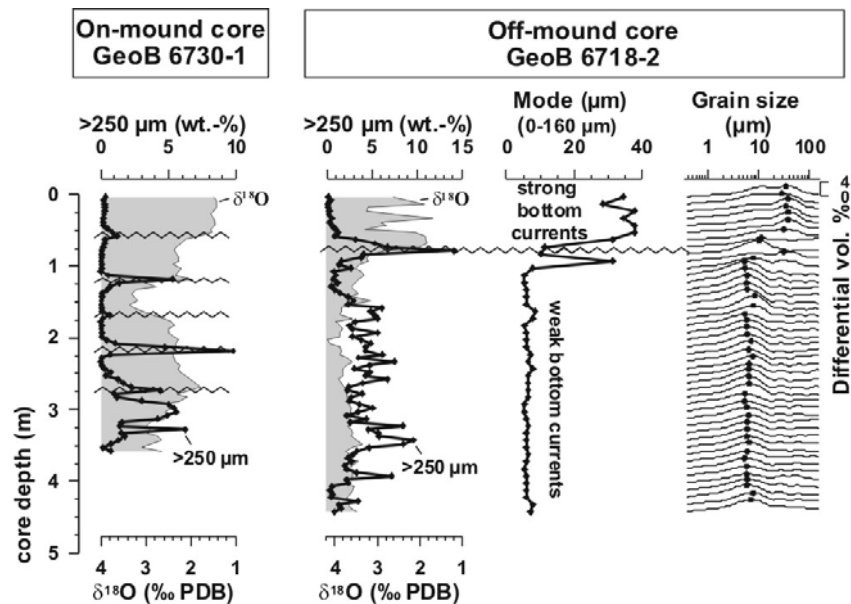 On-mound core
GeoB 6730-1
Off-mound core
GeoB 6718-2
>250 µm (wt.-%)
0 5 10
>250 µm (wt.-%)
0 5 10 15
Mode (µm)
(0-160 µm)
0 20 40
Grain size
(µm)
1 10 100
core depth (m)
0
1
2
3
4
5
δ18O
>250 µm
4 3 2 1
δ18O (‰ PDB)
δ18O
>250 µm
4 3 2 1
δ18O (‰ PDB)
strong
bottom
currents
weak bottom currents
4
0
Differential vol. %